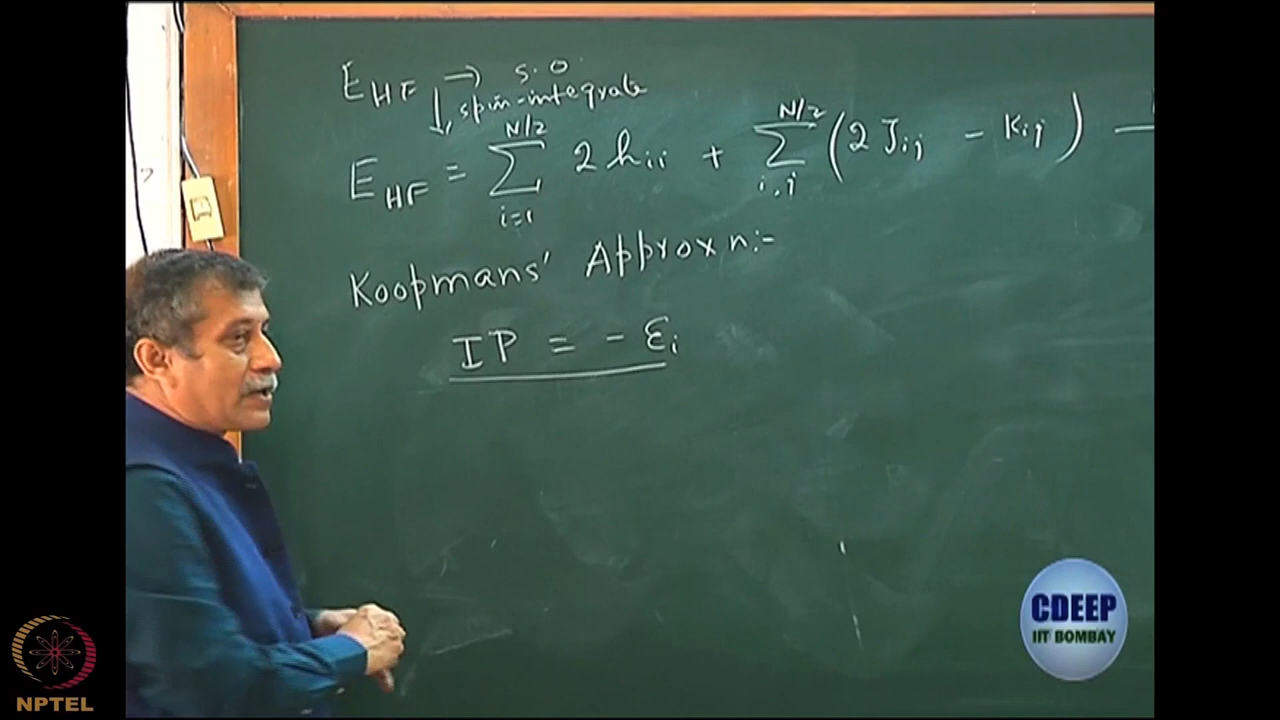 E_HF → s.o.
↓, spin-integrate
E_HF = ∑_{i=1}^{N/2} 2 h_ii + ∑_{i,j}^{N/2} (2 J_ij - K_ij) —
Koopmans' Approxn:-
IP = - ε_i
CDEEP
IIT BOMBAY
NPTEL